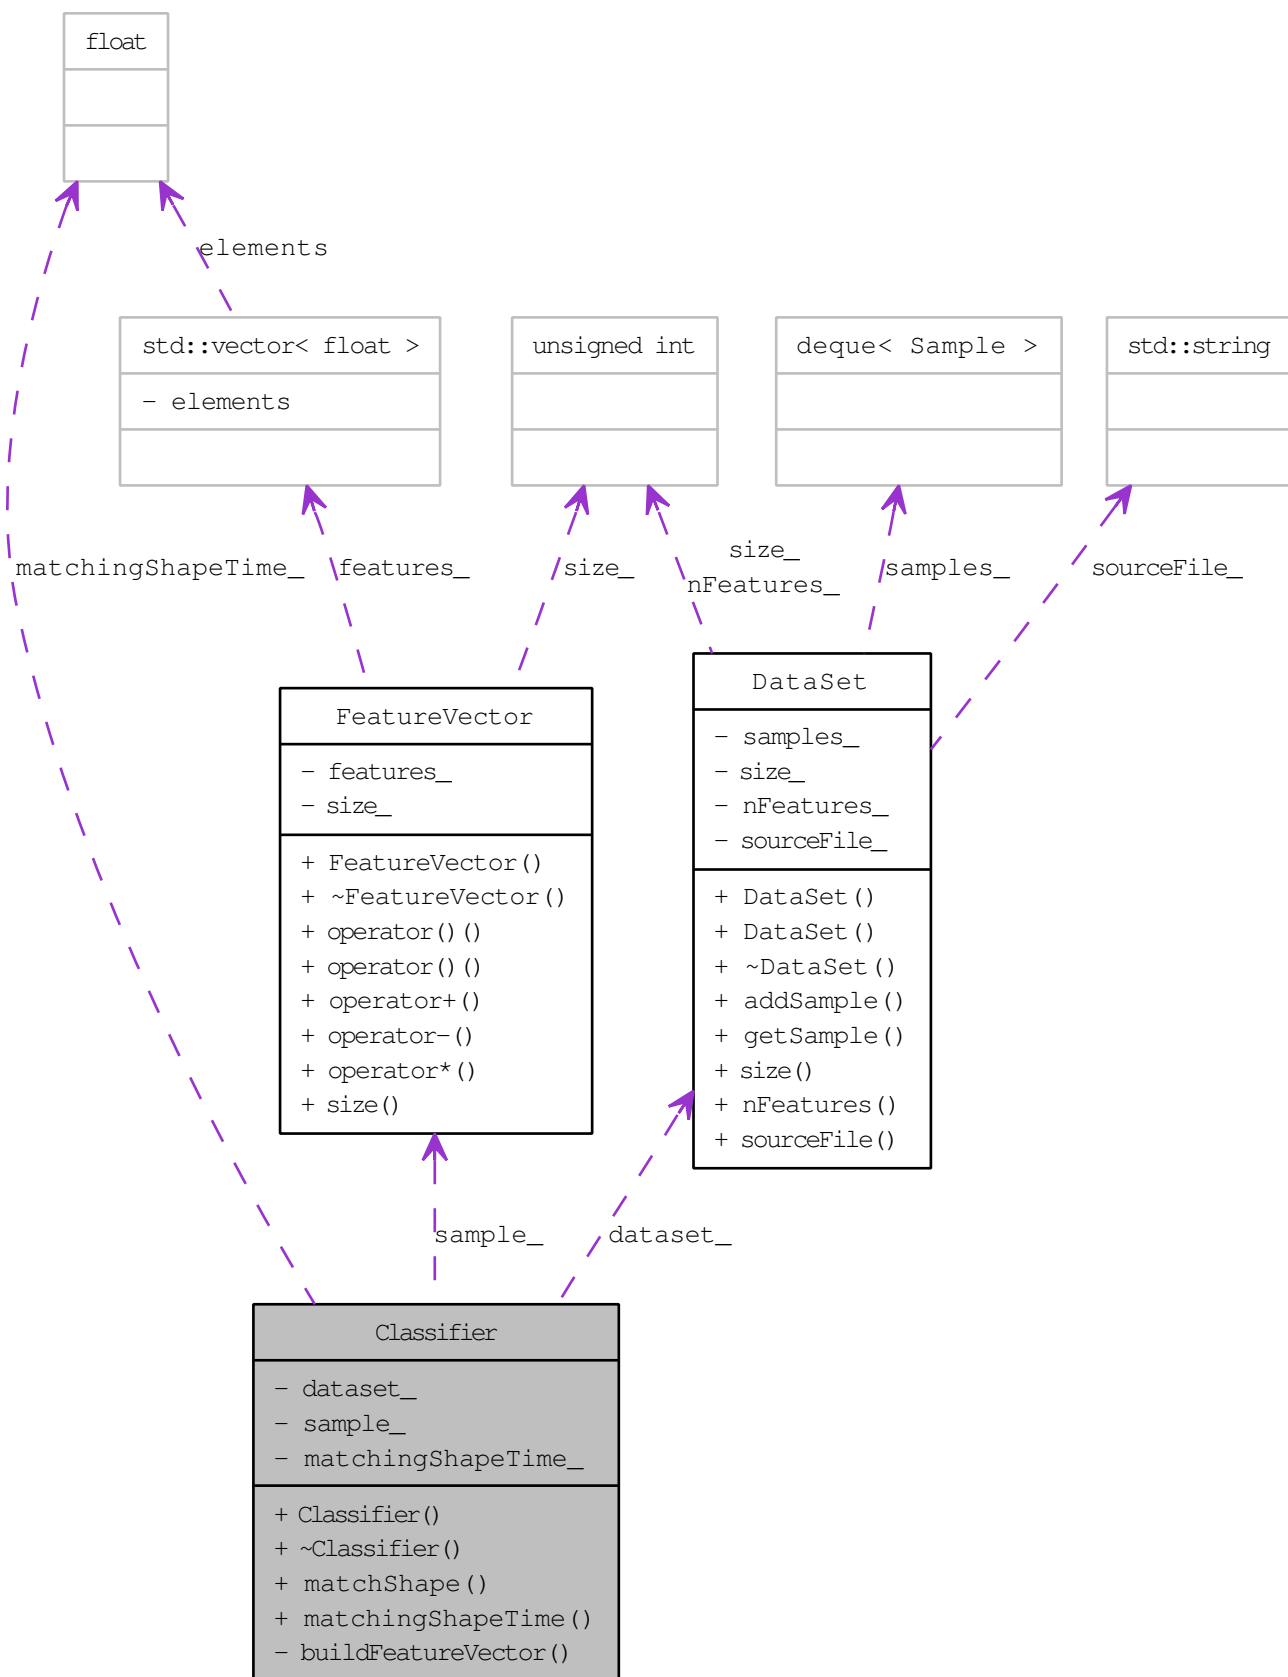 float
elements
std::vector< float >
- elements
unsigned int
deque< Sample >
std::string
matchingShapeTime_
features_
size_
size_
nFeatures_
samples_
sourceFile_
FeatureVector
- features_
- size_
+ FeatureVector()
+ ~FeatureVector()
+ operator()()
+ operator()()
+ operator+()
+ operator-()
+ operator*()
+ size()
DataSet
- samples_
- size_
- nFeatures_
- sourceFile_
+ DataSet()
+ DataSet()
+ ~DataSet()
+ addSample()
+ getSample()
+ size()
+ nFeatures()
+ sourceFile()
sample_
dataset_
Classifier
- dataset_
- sample_
- matchingShapeTime_
+ Classifier()
+ ~Classifier()
+ matchShape()
+ matchingShapeTime()
- buildFeatureVector()